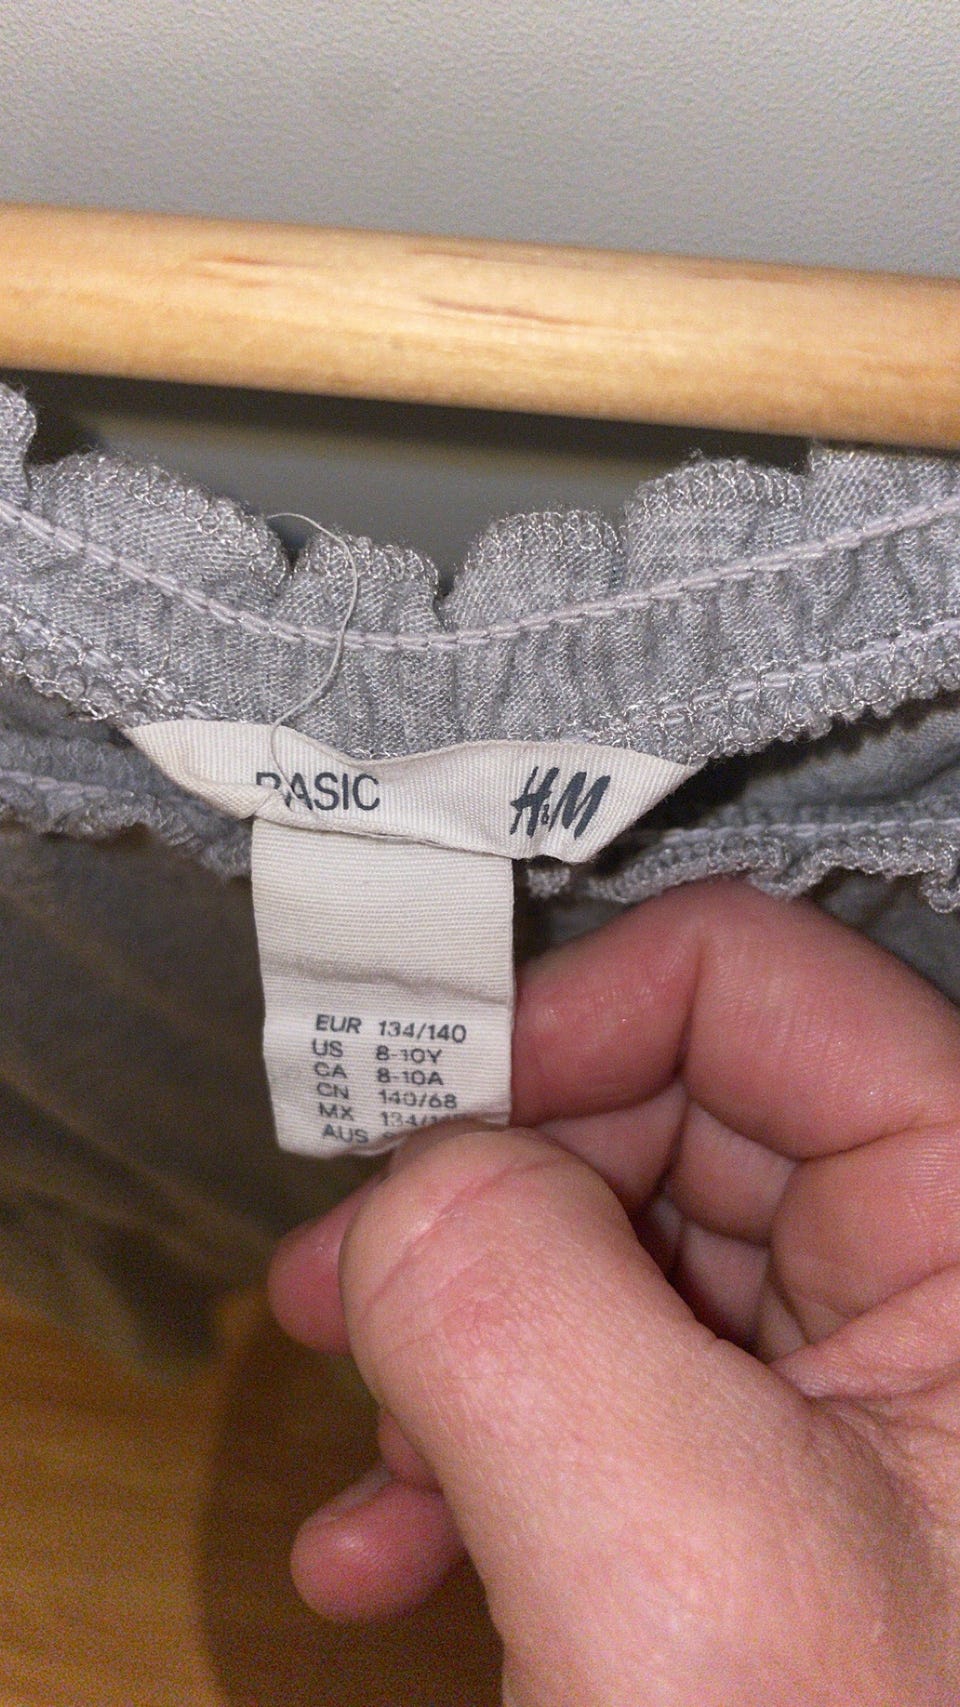 BASIC H&M
EUR 134/140
US 8-10Y
CA 8-10A
CN 140/68
MX
AUS